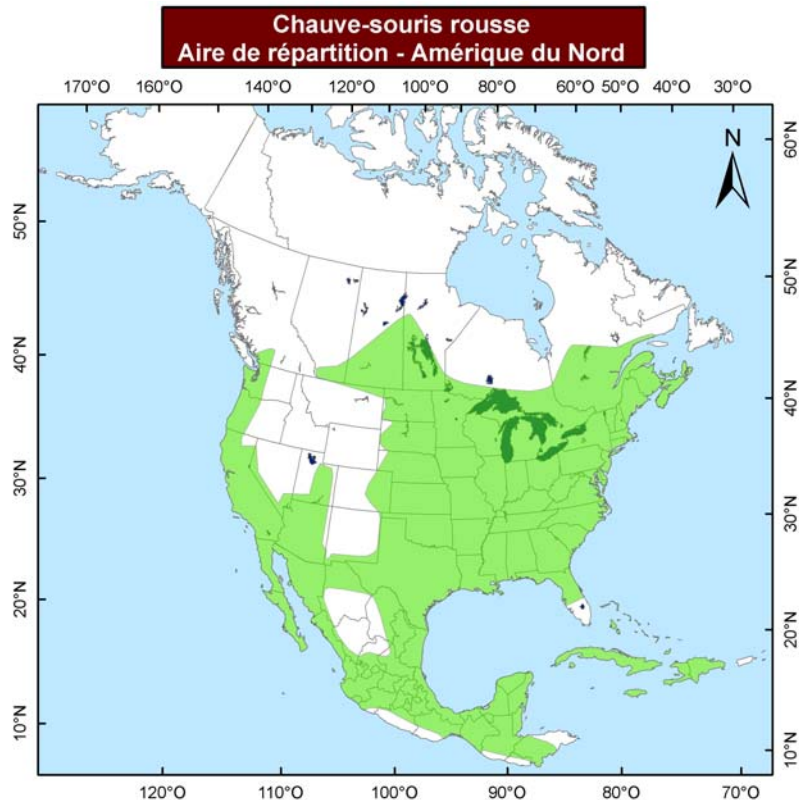 Chauve-souris rousse
Aire de répartition - Amérique du Nord
170°O 160°O 140°O 120°O 100°O 80°O 60°O 50°O 40°O 30°O
N
60°N
50°N
50°N
40°N
40°N
30°N
30°N
20°N
20°N
10°N
10°N
120°O 110°O 100°O 90°O 80°O 70°O